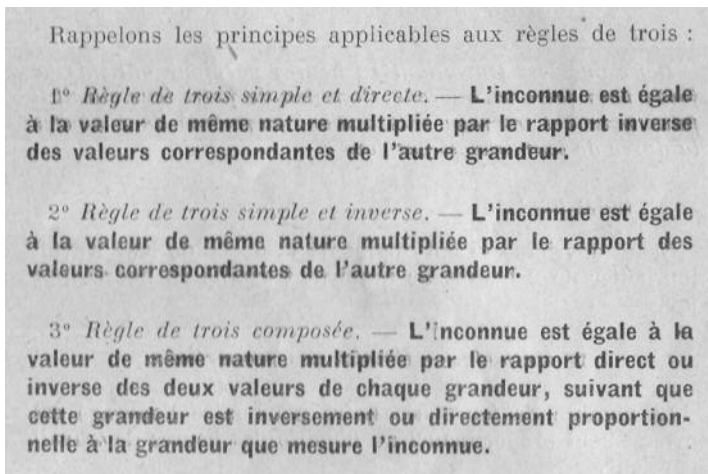 Rappelons les principes applicables aux règles de trois :
1º Règle de trois simple et directe. — L'inconnue est égale
à la valeur de même nature multipliée par le rapport inverse
des valeurs correspondantes de l'autre grandeur.
2º Règle de trois simple et inverse. — L'inconnue est égale
à la valeur de même nature multipliée par le rapport des
valeurs correspondantes de l'autre grandeur.
3º Règle de trois composée. — L'inconnue est égale à la
valeur de même nature multipliée par le rapport direct ou
inverse des deux valeurs de chaque grandeur, suivant que
cette grandeur est inversement ou directement proportion-
nelle à la grandeur que mesure l'inconnue.